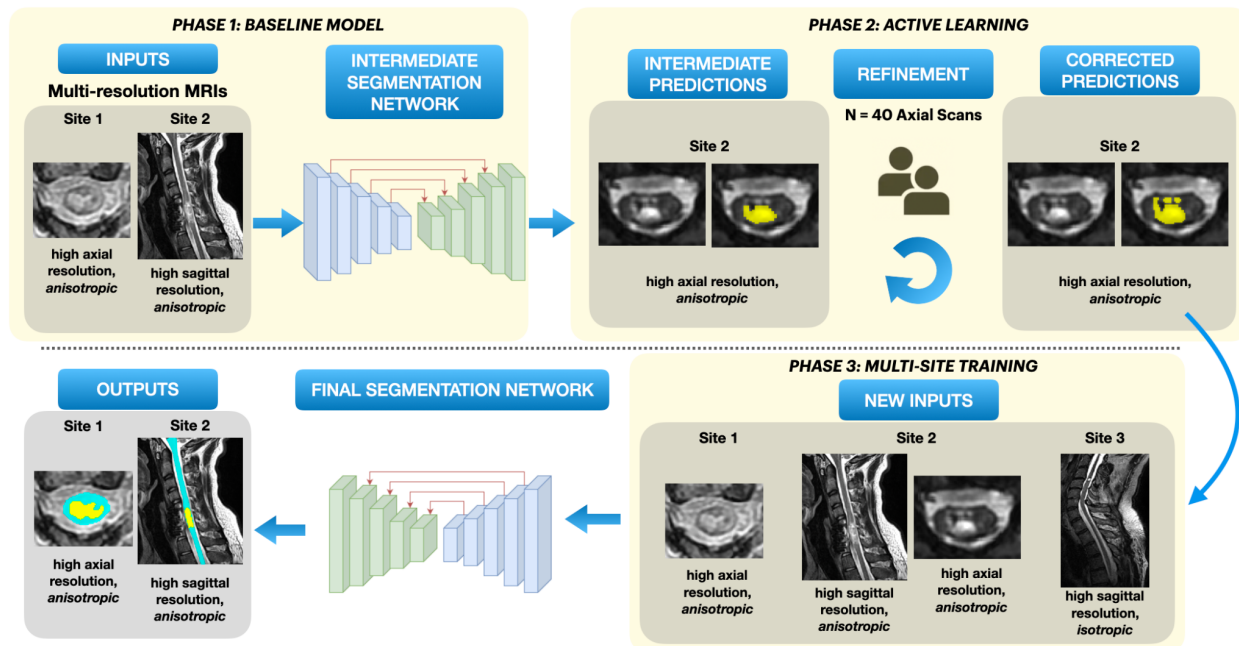 PHASE 1: BASELINE MODEL
INPUTS
Multi-resolution MRIs
Site 1
Site 2
high axial
resolution,
anisotropic
high sagittal
resolution,
anisotropic
INTERMEDIATE
SEGMENTATION
NETWORK
PHASE 2: ACTIVE LEARNING
INTERMEDIATE
PREDICTIONS
Site 2
high axial resolution,
anisotropic
REFINEMENT
N = 40 Axial Scans
CORRECTED
PREDICTIONS
Site 2
high axial resolution,
anisotropic
PHASE 3: MULTI-SITE TRAINING
NEW INPUTS
Site 1
high axial
resolution,
anisotropic
Site 2
high sagittal
resolution,
anisotropic
high axial
resolution,
anisotropic
Site 3
high sagittal
resolution,
isotropic
FINAL SEGMENTATION NETWORK
OUTPUTS
Site 1
Site 2
high axial
resolution,
anisotropic
high sagittal
resolution,
anisotropic